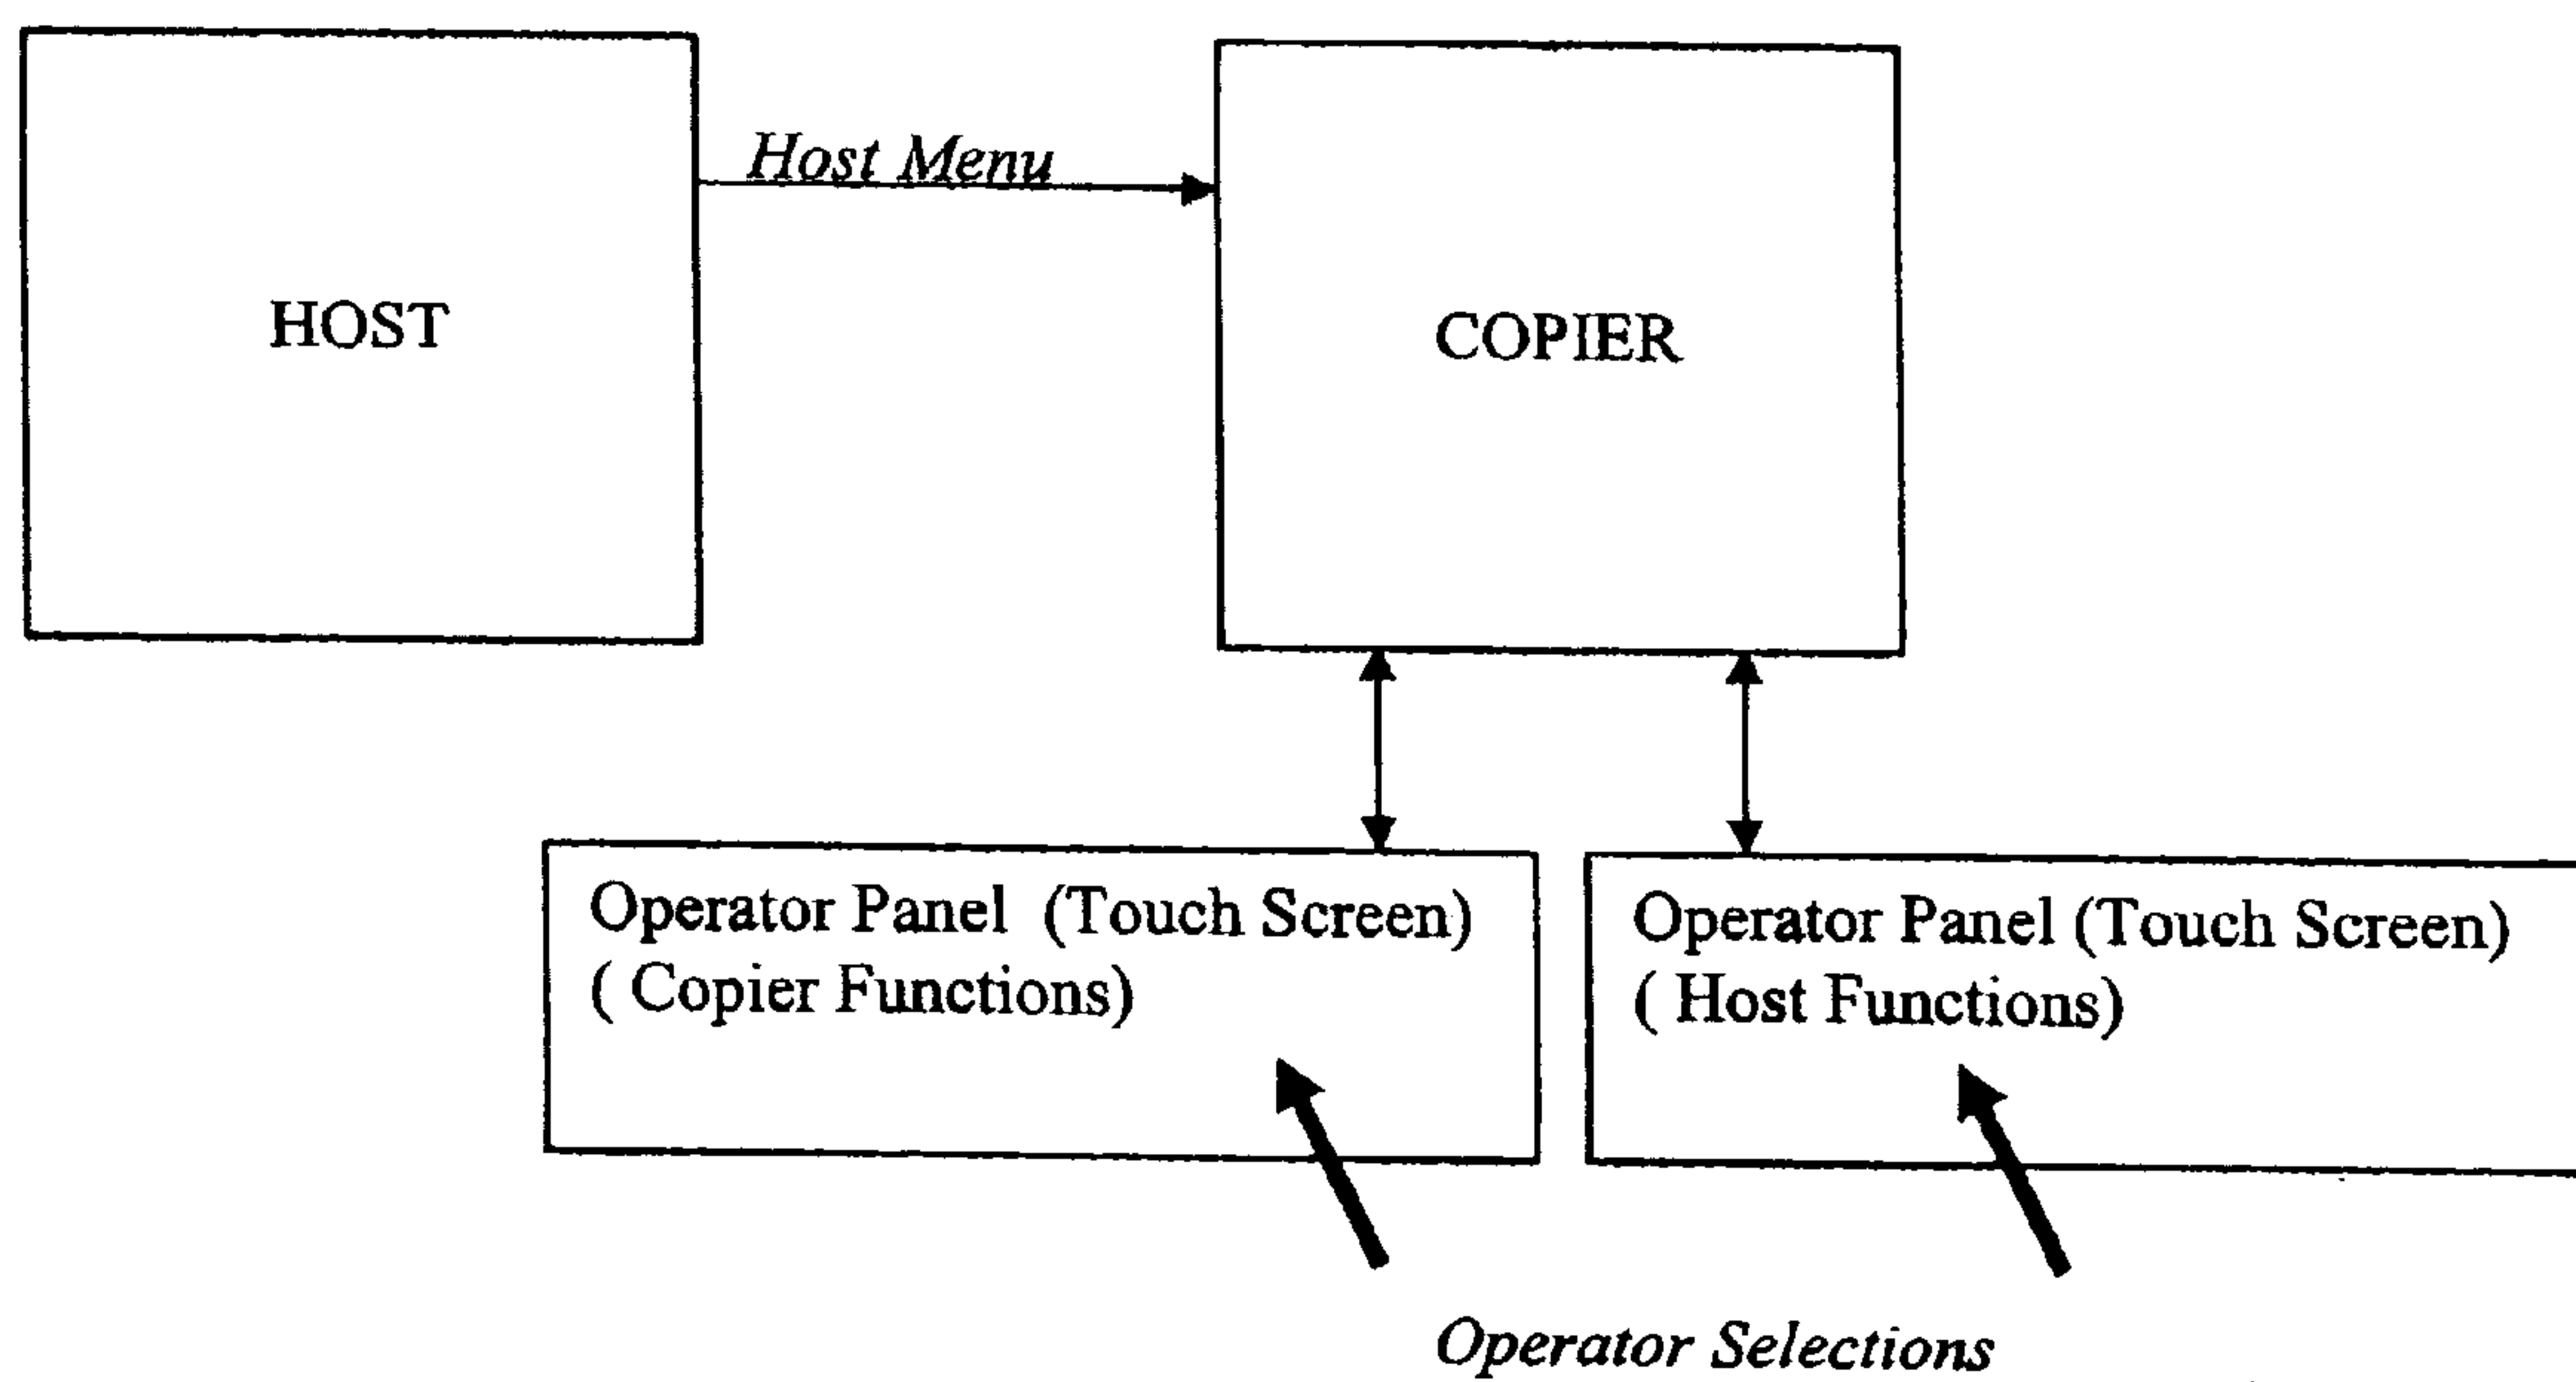 Host Menu
HOST
COPIER
Operator Panel (Touch Screen)
( Copier Functions)
Operator Panel (Touch Screen)
( Host Functions)
Operator Selections